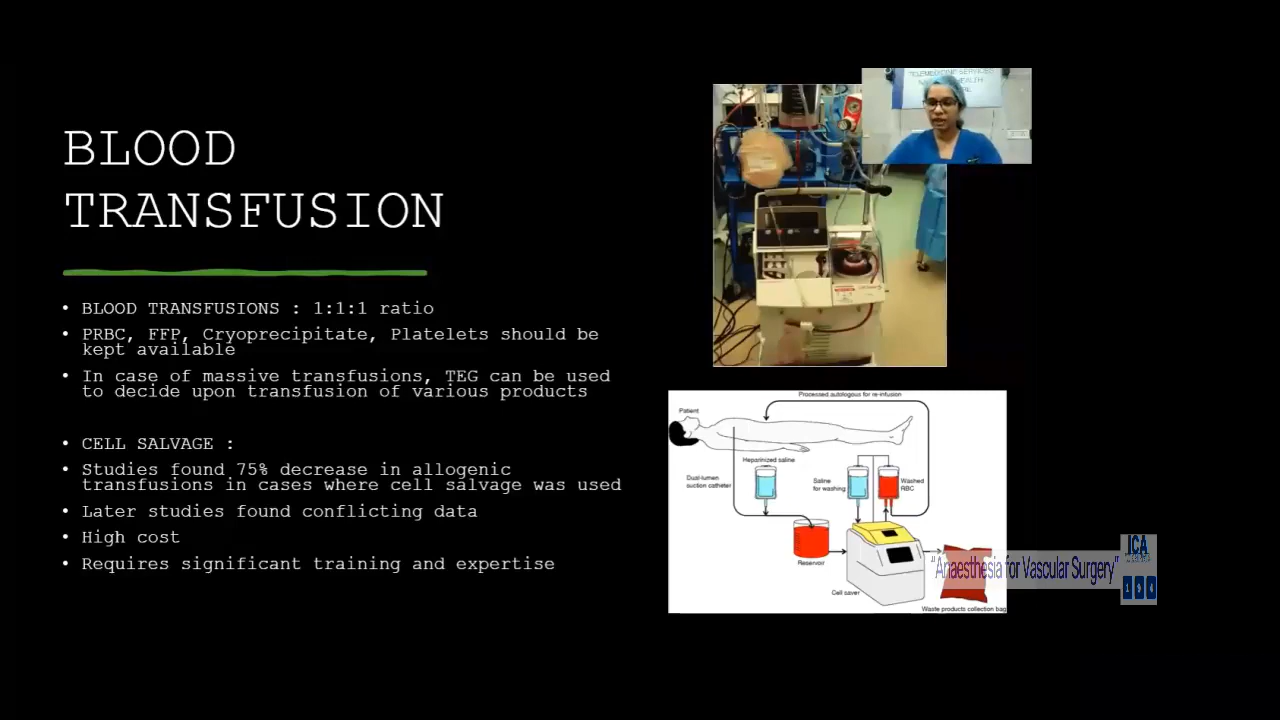 BLOOD
TRANSFUSION
• BLOOD TRANSFUSIONS : 1:1:1 ratio
• PRBC, FFP, Cryoprecipitate, Platelets should be
kept available
• In case of massive transfusions, TEG can be used
to decide upon transfusion of various products
• CELL SALVAGE :
• Studies found 75% decrease in allogenic
transfusions in cases where cell salvage was used
• Later studies found conflicting data
• High cost
• Requires significant training and expertise
TELEMEDICINE SERVICES
Processed autologous for re-infusion
Patient
Heparinized saline
Dual-lumen
suction catheter
Saline
for washing
Washed
RBC
Reservoir
Cell saver
Waste products collection bag
"Anaesthesia for Vascular Surgery"
ICA